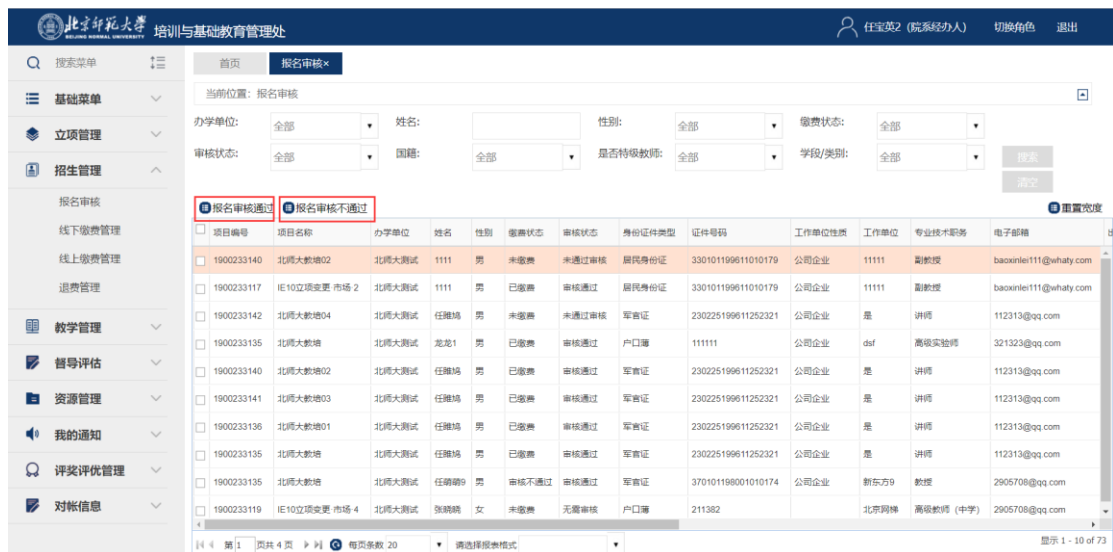 北京师范大学 培训与基础教育管理处 任宝英2 (院系经办人) 切换角色 退出
BEIJING NORMAL UNIVERSITY
搜索菜单
基础菜单
立项管理
招生管理
报名审核
线下缴费管理
线上缴费管理
退费管理
教学管理
督导评估
资源管理
我的通知
评奖评优管理
对帐信息
首页 报名审核×
当前位置：报名审核
办学单位: 全部 姓名: 性别: 全部 缴费状态: 全部
审核状态: 全部 国籍: 全部 是否特级教师: 全部 学段/类别: 全部 搜索
清空
报名审核通过 报名审核不通过 重置宽度
项目编号 项目名称 办学单位 姓名 性别 缴费状态 审核状态 身份证件类型 证件号码 工作单位性质 工作单位 专业技术职务 电子邮箱
1900233140 北师大教培02 北师大测试 1111 男 未缴费 未通过审核 居民身份证 330101199611010179 公司企业 11111 副教授 baoxinlei111@whaty.com
1900233117 IE10立项变更-市场-2 北师大测试 1111 男 已缴费 审核通过 居民身份证 330101199611010179 公司企业 11111 副教授 baoxinlei111@whaty.com
1900233142 北师大教培04 北师大测试 任雎鸠 男 未缴费 未通过审核 军官证 230225199611252321 公司企业 是 讲师 112313@qq.com
1900233135 北师大教培 北师大测试 龙龙1 男 已缴费 审核通过 户口簿 111111 公司企业 dsf 高级实验师 321323@qq.com
1900233140 北师大教培02 北师大测试 任雎鸠 男 已缴费 审核通过 军官证 230225199611252321 公司企业 是 讲师 112313@qq.com
1900233141 北师大教培03 北师大测试 任雎鸠 男 已缴费 审核通过 军官证 230225199611252321 公司企业 是 讲师 112313@qq.com
1900233136 北师大教培01 北师大测试 任雎鸠 男 已缴费 审核通过 军官证 230225199611252321 公司企业 是 讲师 112313@qq.com
1900233135 北师大教培 北师大测试 任雎鸠 男 已缴费 审核通过 军官证 230225199611252321 公司企业 是 讲师 112313@qq.com
1900233135 北师大教培 北师大测试 任萌萌9 男 审核不通过 审核通过 军官证 370101198001010174 公司企业 新东方9 教授 2905708@qq.com
1900233119 IE10立项变更-市场-4 北师大测试 张晓晓 女 未缴费 无需审核 户口簿 211382 北京网梯 高级教师（中学） 2905708@qq.com
第 1 页共 4 页 每页条数 20 请选择报表格式 显示 1 - 10 of 73